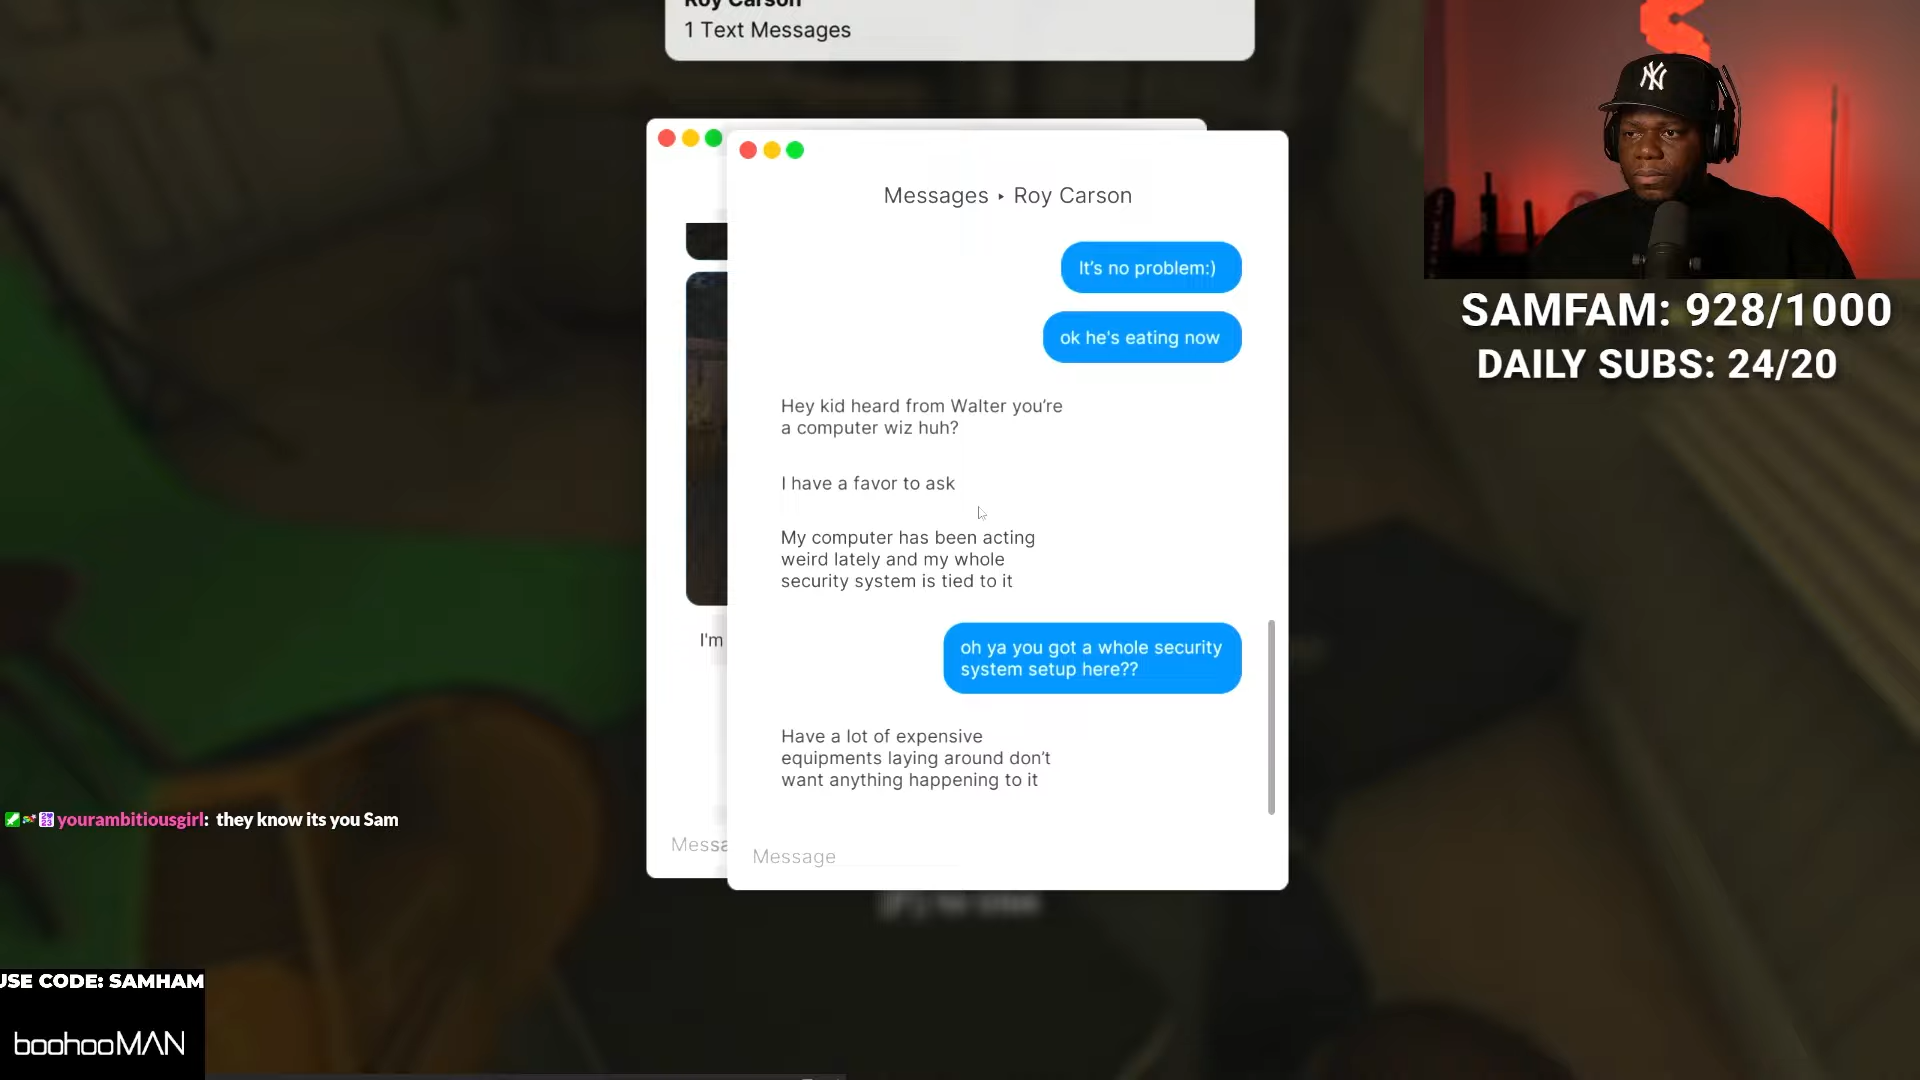 Roy Carson
1 Text Messages
Messages ▸ Roy Carson
It's no problem:)
ok he's eating now
Hey kid heard from Walter you're
a computer wiz huh?
I have a favor to ask
My computer has been acting
weird lately and my whole
security system is tied to it
oh ya you got a whole security
system setup here??
Have a lot of expensive
equipments laying around don't
want anything happening to it
Message
I'm
Messa
SAMFAM: 928/1000
DAILY SUBS: 24/20
yourambitiousgirl: they know its you Sam
USE CODE: SAMHAM
boohooMAN
NY